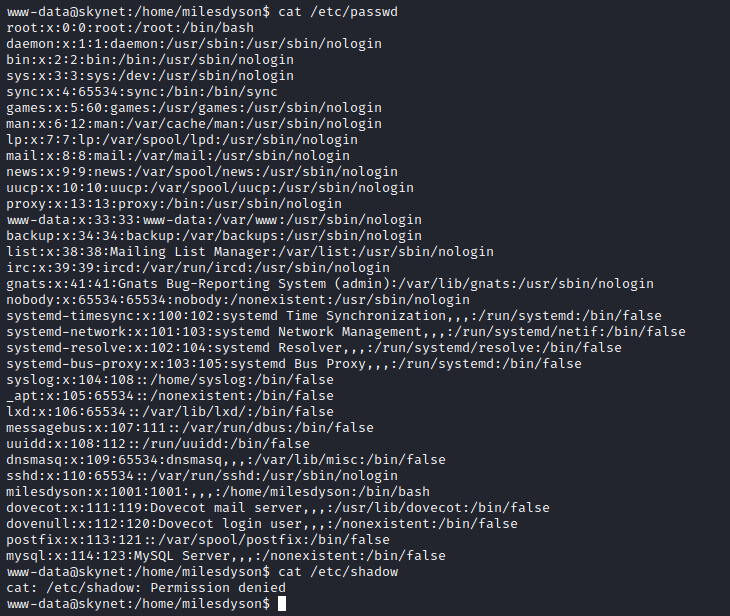 www-data@skynet:/home/milesdyson$ cat /etc/passwd
root:x:0:0:root:/root:/bin/bash
daemon:x:1:1:daemon:/usr/sbin:/usr/sbin/nologin
bin:x:2:2:bin:/bin:/usr/sbin/nologin
sys:x:3:3:sys:/dev:/usr/sbin/nologin
sync:x:4:65534:sync:/bin:/bin/sync
games:x:5:60:games:/usr/games:/usr/sbin/nologin
man:x:6:12:man:/var/cache/man:/usr/sbin/nologin
lp:x:7:7:lp:/var/spool/lpd:/usr/sbin/nologin
mail:x:8:8:mail:/var/mail:/usr/sbin/nologin
news:x:9:9:news:/var/spool/news:/usr/sbin/nologin
uucp:x:10:10:uucp:/var/spool/uucp:/usr/sbin/nologin
proxy:x:13:13:proxy:/bin:/usr/sbin/nologin
www-data:x:33:33:www-data:/var/www:/usr/sbin/nologin
backup:x:34:34:backup:/var/backups:/usr/sbin/nologin
list:x:38:38:Mailing List Manager:/var/list:/usr/sbin/nologin
irc:x:39:39:ircd:/var/run/ircd:/usr/sbin/nologin
gnats:x:41:41:Gnats Bug-Reporting System (admin):/var/lib/gnats:/usr/sbin/nologin
nobody:x:65534:65534:nobody:/nonexistent:/usr/sbin/nologin
systemd-timesync:x:100:102:systemd Time Synchronization,,,:/run/systemd:/bin/false
systemd-network:x:101:103:systemd Network Management,,,:/run/systemd/netif:/bin/false
systemd-resolve:x:102:104:systemd Resolver,,,:/run/systemd/resolve:/bin/false
systemd-bus-proxy:x:103:105:systemd Bus Proxy,,,:/run/systemd:/bin/false
syslog:x:104:108::/home/syslog:/bin/false
_apt:x:105:65534::/nonexistent:/bin/false
lxd:x:106:65534::/var/lib/lxd/:/bin/false
messagebus:x:107:111::/var/run/dbus:/bin/false
uuidd:x:108:112::/run/uuidd:/bin/false
dnsmasq:x:109:65534:dnsmasq,,,:/var/lib/misc:/bin/false
sshd:x:110:65534::/var/run/sshd:/usr/sbin/nologin
milesdyson:x:1001:1001:,,,:/home/milesdyson:/bin/bash
dovecot:x:111:119:Dovecot mail server,,,:/usr/lib/dovecot:/bin/false
dovenull:x:112:120:Dovecot login user,,,:/nonexistent:/bin/false
postfix:x:113:121::/var/spool/postfix:/bin/false
mysql:x:114:123:MySQL Server,,,:/nonexistent:/bin/false
www-data@skynet:/home/milesdyson$ cat /etc/shadow
cat: /etc/shadow: Permission denied
www-data@skynet:/home/milesdyson$